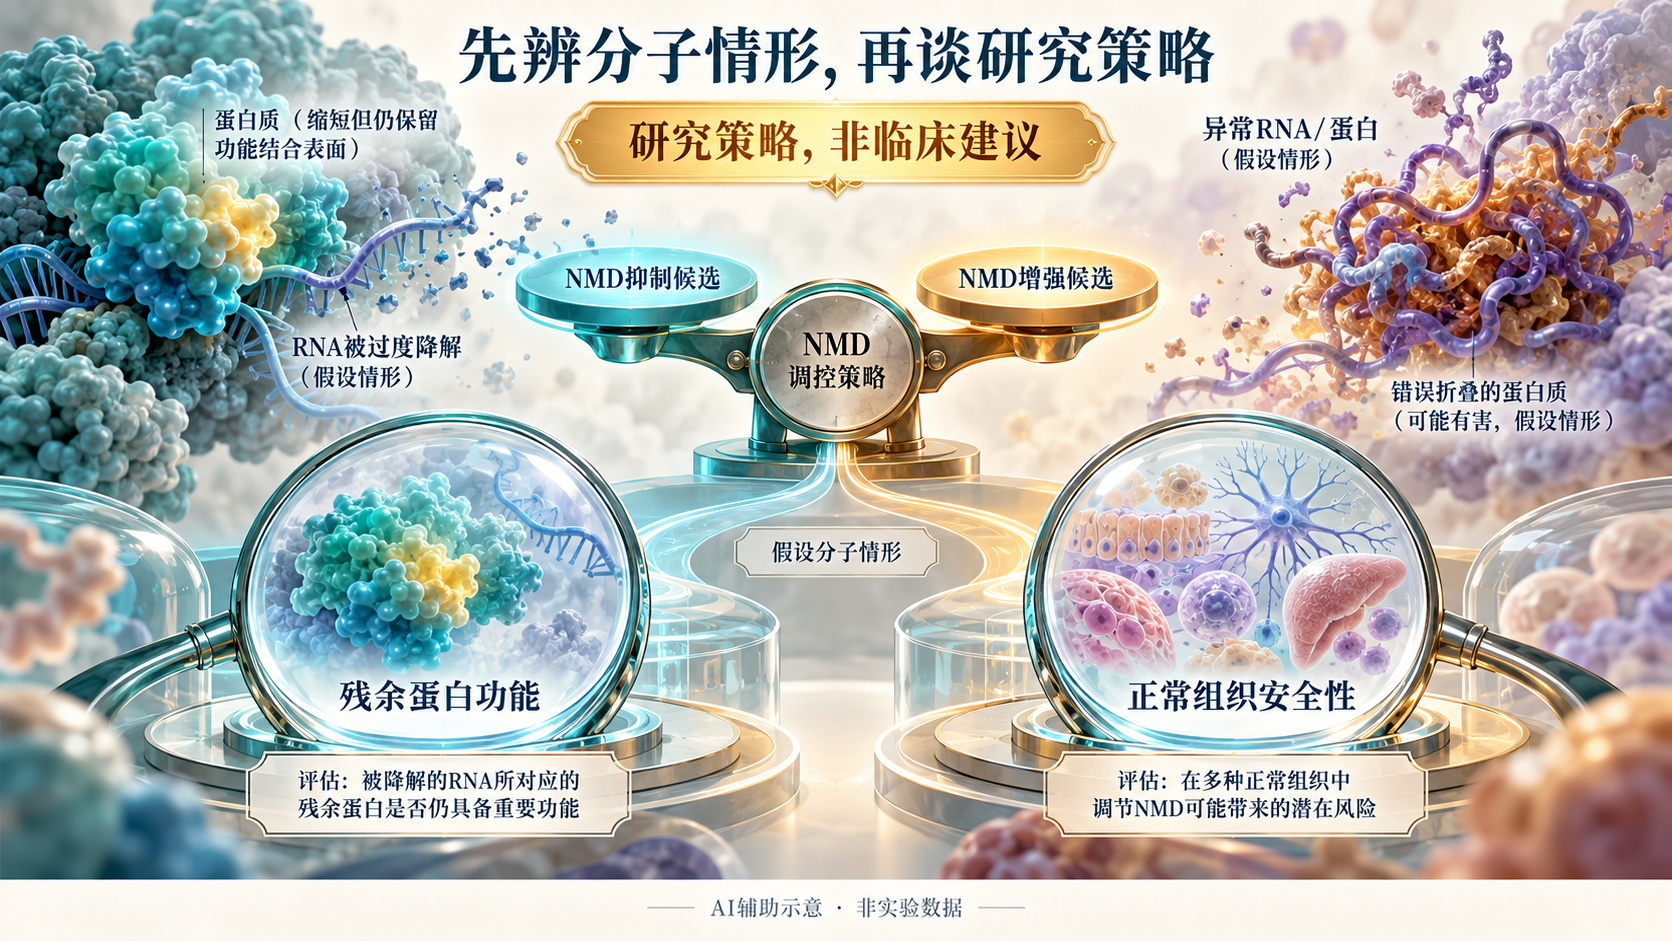 先辨分子情形，再谈研究策略
研究策略，非临床建议
蛋白质（缩短但仍保留
功能结合表面）
RNA被过度降解
（假设情形）
异常RNA/蛋白
（假设情形）
错误折叠的蛋白质
（可能有害，假设情形）
NMD抑制候选
NMD增强候选
NMD
调控策略
假设分子情形
残余蛋白功能
评估：被降解的RNA所对应的
残余蛋白是否仍具备重要功能
正常组织安全性
评估：在多种正常组织中
调节NMD可能带来的潜在风险
AI辅助示意 · 非实验数据